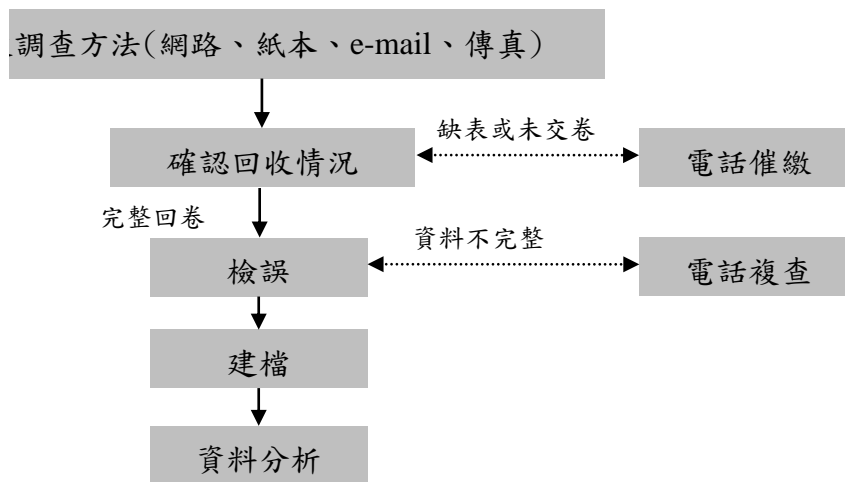 調查方法(網路、紙本、e-mail、傳真)
缺表或未交卷
確認回收情況
電話催繳
完整回卷
資料不完整
檢誤
電話複查
建檔
資料分析